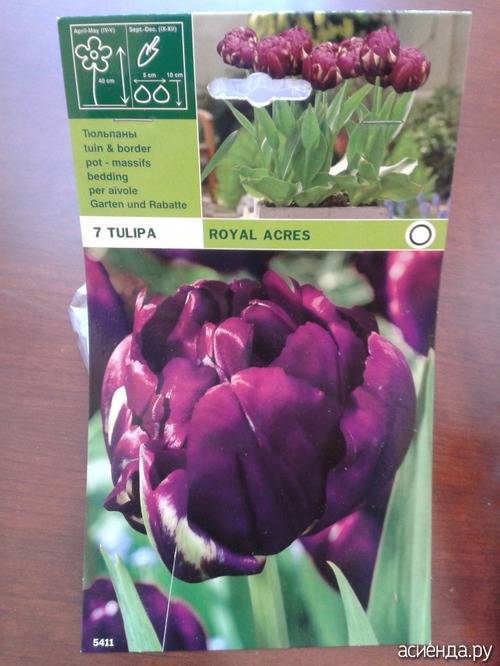 April-May (IV-V)
Sept.-Dec. (IX-XII)
40 cm
5 cm
10 cm
Тюльпаны
tuin & border
pot - massifs
bedding
per aivole
Garten und Rabatte
7 TULIPA
ROYAL ACRES
5411
асиенда.ру